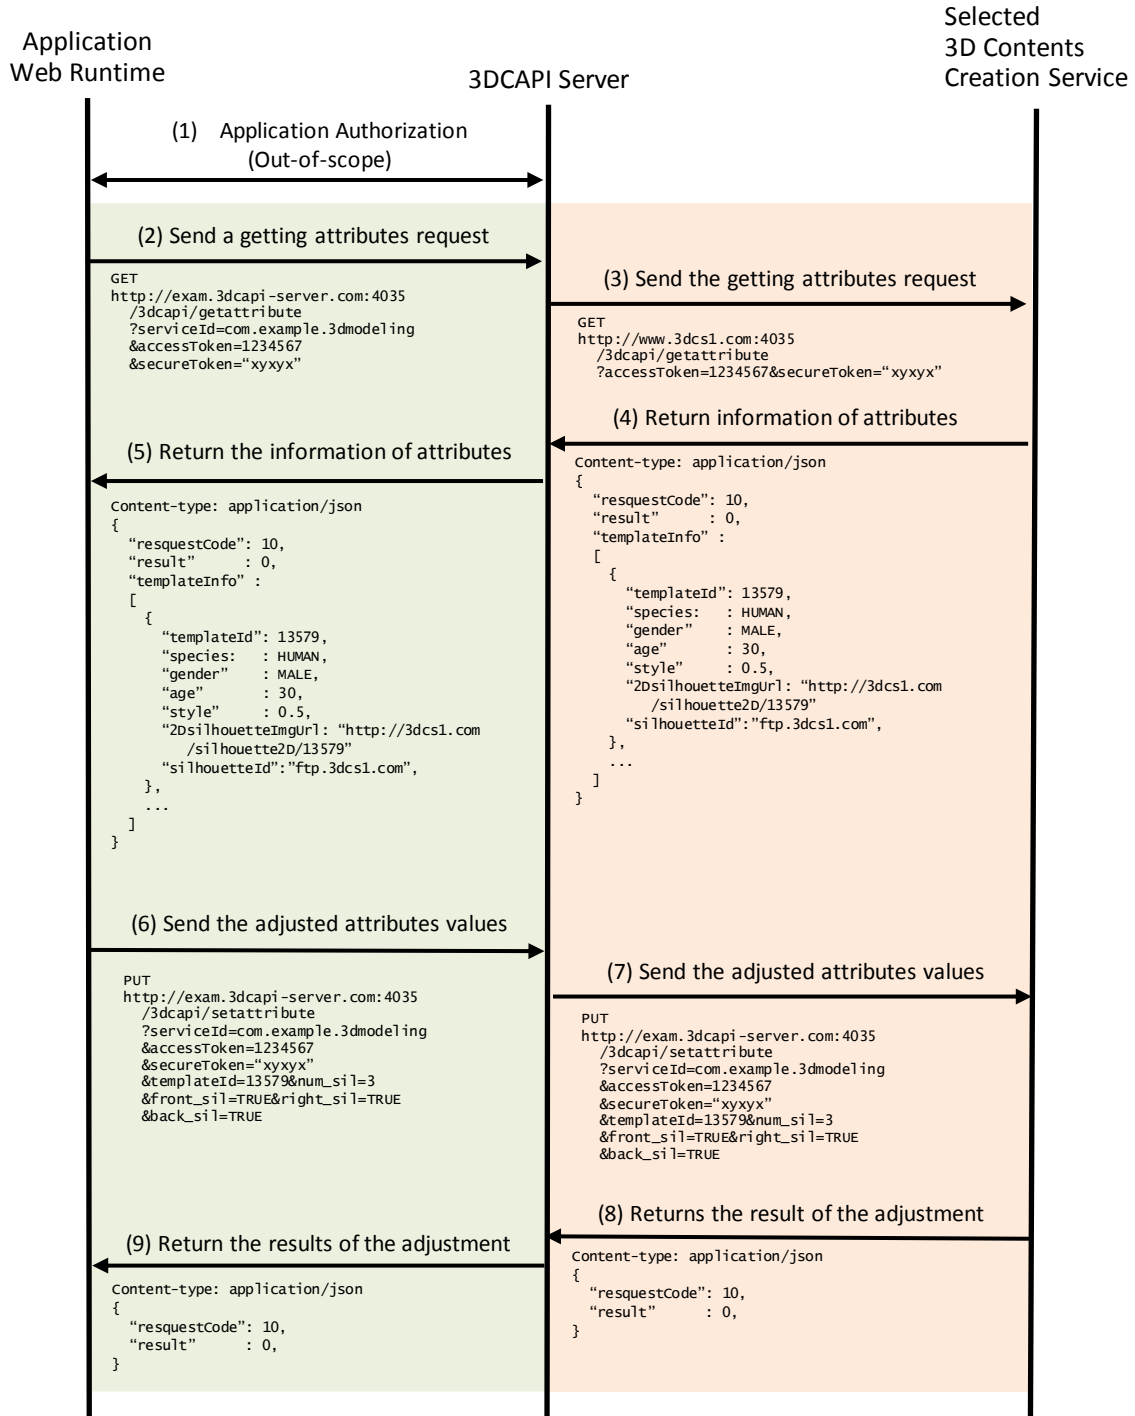 Application
Web Runtime
3DCAPI Server
Selected
3D Contents
Creation Service
(1) Application Authorization
(Out-of-scope)
(2) Send a getting attributes request
GET
http://exam.3dcapi-server.com:4035
/3dcapi/getattribute
?serviceId=com.example.3dmodeling
&accessToken=1234567
&secureToken=“xyxyx”
(3) Send the getting attributes request
GET
http://www.3dcs1.com:4035
/3dcapi/getattribute
?accessToken=1234567&secureToken=“xyxyx”
(4) Return information of attributes
Content-type: application/json
{
“resquestCode”: 10,
“result” : 0,
“templateInfo” :
[
{
“templateId”: 13579,
“species: : HUMAN,
“gender” : MALE,
“age” : 30,
“style” : 0.5,
“2DsilhouetteImgUrl: “http://3dcs1.com
/silhouette2D/13579”
“silhouetteId”:”ftp.3dcs1.com”,
},
...
]
}
(5) Return the information of attributes
Content-type: application/json
{
“resquestCode”: 10,
“result” : 0,
“templateInfo” :
[
{
“templateId”: 13579,
“species: : HUMAN,
“gender” : MALE,
“age” : 30,
“style” : 0.5,
“2DsilhouetteImgUrl: “http://3dcs1.com
/silhouette2D/13579”
“silhouetteId”:”ftp.3dcs1.com”,
},
...
]
}
(6) Send the adjusted attributes values
PUT
http://exam.3dcapi-server.com:4035
/3dcapi/setattribute
?serviceId=com.example.3dmodeling
&accessToken=1234567
&secureToken=“xyxyx”
&templateId=13579&num_sil=3
&front_sil=TRUE&right_sil=TRUE
&back_sil=TRUE
(7) Send the adjusted attributes values
PUT
http://exam.3dcapi-server.com:4035
/3dcapi/setattribute
?serviceId=com.example.3dmodeling
&accessToken=1234567
&secureToken=“xyxyx”
&templateId=13579&num_sil=3
&front_sil=TRUE&right_sil=TRUE
&back_sil=TRUE
(8) Returns the result of the adjustment
Content-type: application/json
{
“resquestCode”: 10,
“result” : 0,
}
(9) Return the results of the adjustment
Content-type: application/json
{
“resquestCode”: 10,
“result” : 0,
}